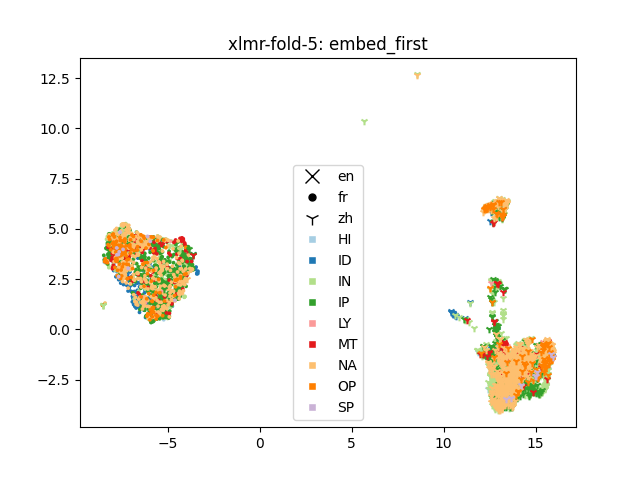 xlmr-fold-5: embed_first
12.5
10.0
7.5
5.0
2.5
0.0
−2.5
−5
0
5
10
15
en
fr
zh
HI
ID
IN
IP
LY
MT
NA
OP
SP